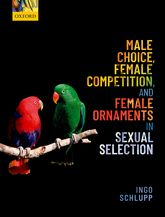 OXFORD
MALE
CHOICE,
FEMALE
COMPETITION,
AND
FEMALE
ORNAMENTS
IN
SEXUAL
SELECTION
INGO
SCHLUPP